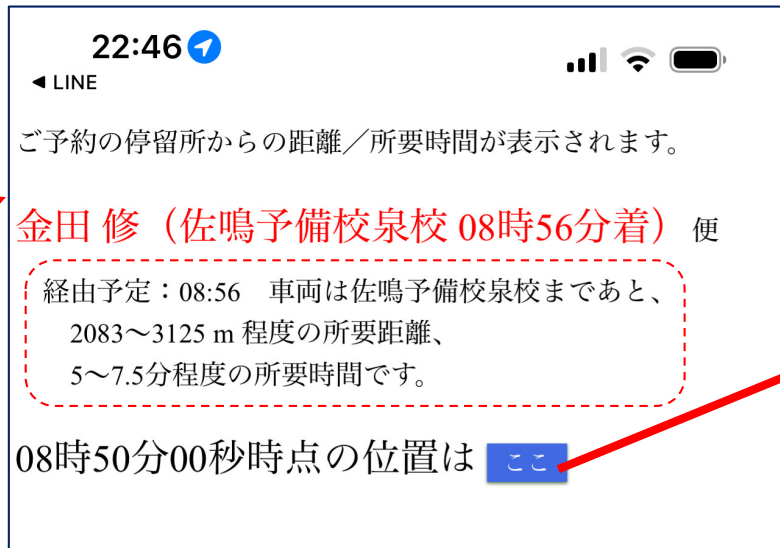 22:46
◀ LINE
ご予約の停留所からの距離／所要時間が表示されます。
金田 修（佐鳴予備校泉校 08時56分着） 便
経由予定：08:56　車両は佐鳴予備校泉校まであと、
2083〜3125 m 程度の所要距離、
5〜7.5分程度の所要時間です。
08時50分00秒時点の位置は ここ